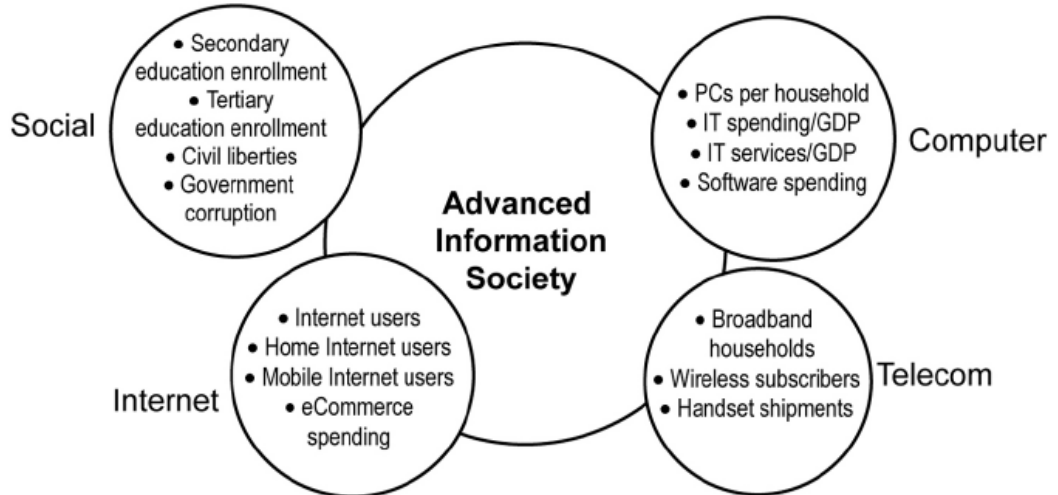 Social
• Secondary
education enrollment
• Tertiary
education enrollment
• Civil liberties
• Government
corruption
Advanced
Information
Society
• PCs per household
• IT spending/GDP
• IT services/GDP
• Software spending
Computer
Internet
• Internet users
• Home Internet users
• Mobile Internet users
• eCommerce
spending
• Broadband
households
• Wireless subscribers
• Handset shipments
Telecom